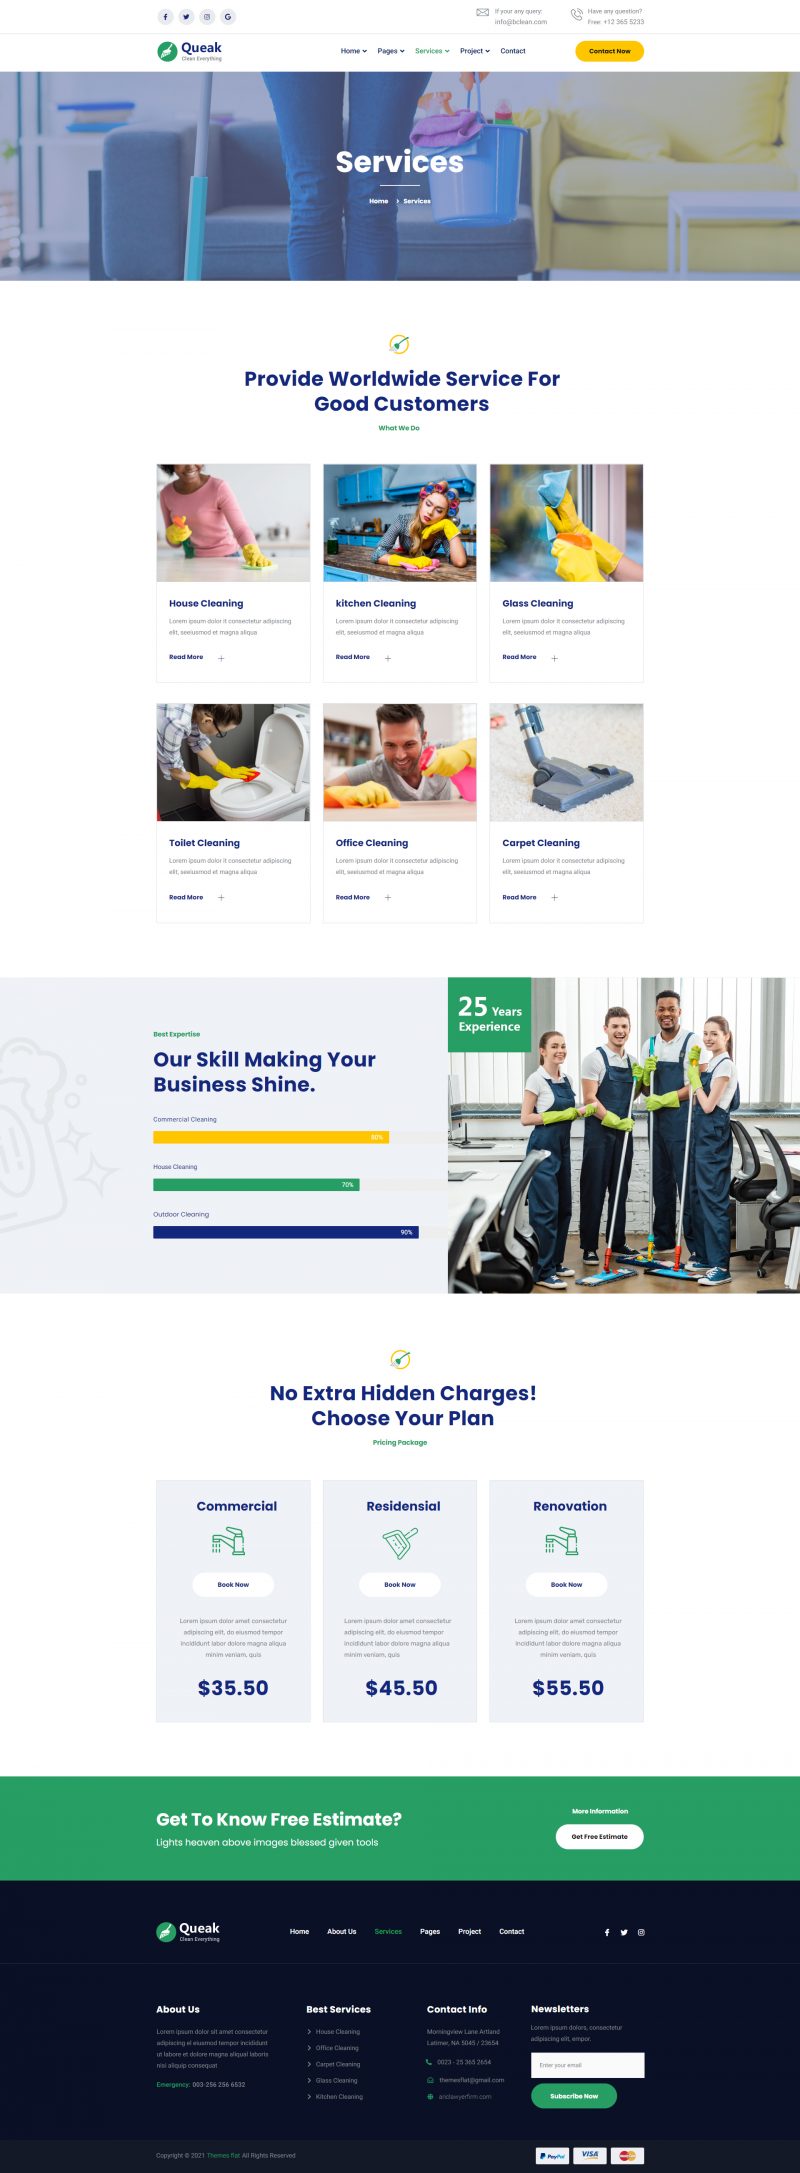 If your any query:
info@bclean.com
Have any question?
Free: +12 365 5233
Queak
Clean Everything
Home Pages Services Project Contact
Contact Now
Services
Home Services
Provide Worldwide Service For
Good Customers
What We Do
House Cleaning
Lorem ipsum dolor it consectetur adipiscing
elit, seeiusmod et magna aliqua
Read More
kitchen Cleaning
Lorem ipsum dolor it consectetur adipiscing
elit, seeiusmod et magna aliqua
Read More
Glass Cleaning
Lorem ipsum dolor it consectetur adipiscing
elit, seeiusmod et magna aliqua
Read More
Toilet Cleaning
Lorem ipsum dolor it consectetur adipiscing
elit, seeiusmod et magna aliqua
Read More
Office Cleaning
Lorem ipsum dolor it consectetur adipiscing
elit, seeiusmod et magna aliqua
Read More
Carpet Cleaning
Lorem ipsum dolor it consectetur adipiscing
elit, seeiusmod et magna aliqua
Read More
Best Expertise
Our Skill Making Your
Business Shine.
Commercial Cleaning
80%
House Cleaning
70%
Outdoor Cleaning
90%
25 Years
Experience
No Extra Hidden Charges!
Choose Your Plan
Pricing Package
Commercial
Book Now
Lorem ipsum dolor amet consectetur
adipiscing elit, do eiusmod tempor
incididunt labor dolore magna aliqua
minim veniam, quis
$35.50
Residensial
Book Now
Lorem ipsum dolor amet consectetur
adipiscing elit, do eiusmod tempor
incididunt labor dolore magna aliqua
minim veniam, quis
$45.50
Renovation
Book Now
Lorem ipsum dolor amet consectetur
adipiscing elit, do eiusmod tempor
incididunt labor dolore magna aliqua
minim veniam, quis
$55.50
Get To Know Free Estimate?
Lights heaven above images blessed given tools
More Information
Get Free Estimate
Queak
Clean Everything
Home About Us Services Pages Project Contact
About Us
Lorem ipsum dolor sit amet consectetur
adipiscing el eiusmod tempor incididunt
ut labore et dolore magna aliqual laboris
nisi aliquip consequat
Emergency: 003-256 256 6532
Best Services
House Cleaning
Office Cleaning
Carpet Cleaning
Glass Cleaning
Kitchen Cleaning
Contact Info
Morningview Lane Artland
Latimer, NA 5045 / 23654
0023 - 25 365 2654
themesflat@gmail.com
ariclawyerfirm.com
Newsletters
Lorem ipsum dolors, consectetur
adipiscing elit, empor.
Enter your email
Subscribe Now
Copyright © 2021 Themes flat All Rights Reserved
PayPal VISA MasterCard